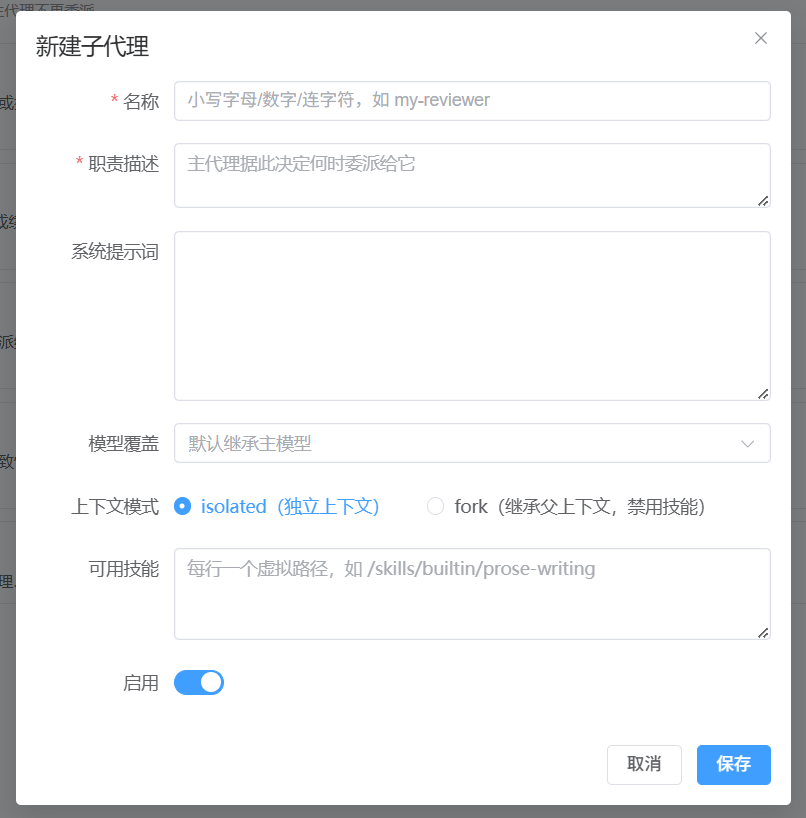 新建子代理
* 名称
小写字母/数字/连字符，如 my-reviewer
* 职责描述
主代理据此决定何时委派给它
系统提示词
模型覆盖
默认继承主模型
上下文模式
isolated（独立上下文）
fork（继承父上下文，禁用技能）
可用技能
每行一个虚拟路径，如 /skills/builtin/prose-writing
启用
取消
保存